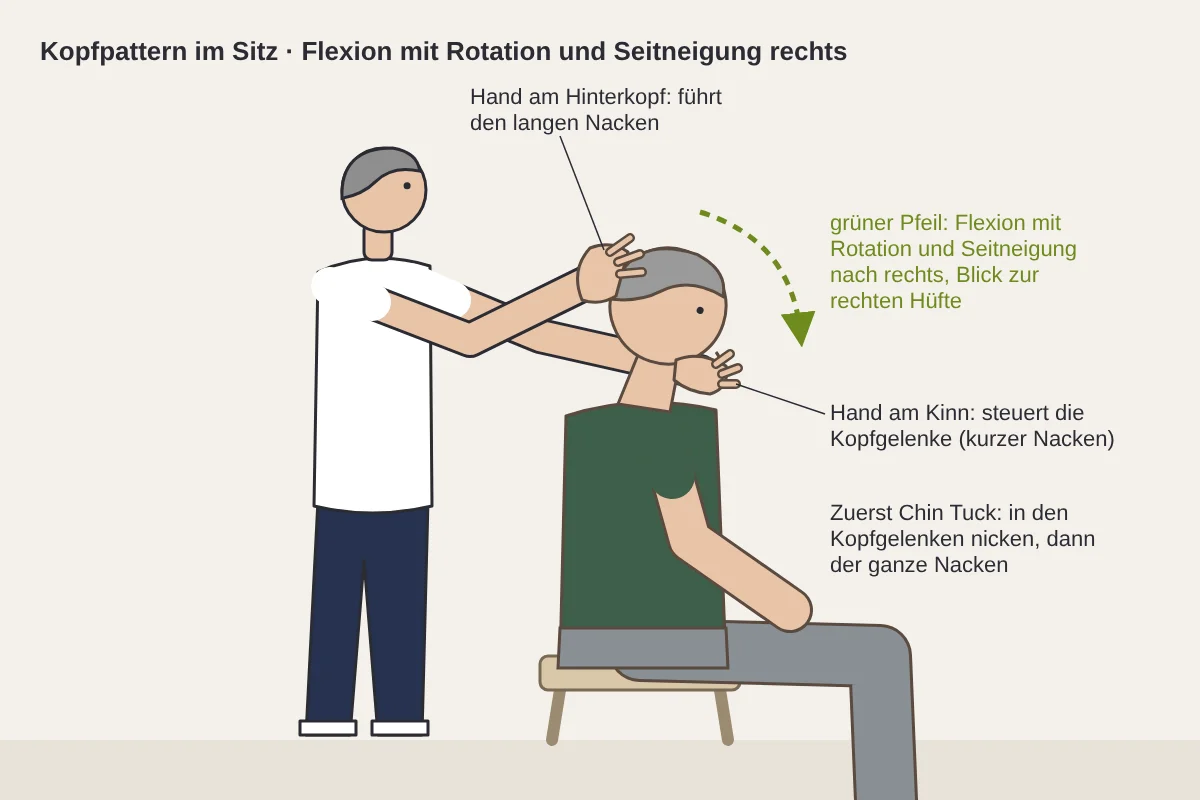 Kopfpattern im Sitz · Flexion mit Rotation und Seitneigung rechts
Hand am Hinterkopf: führt
den langen Nacken
grüner Pfeil: Flexion mit
Rotation und Seitneigung
nach rechts, Blick zur
rechten Hüfte
Hand am Kinn: steuert die
Kopfgelenke (kurzer Nacken)
Zuerst Chin Tuck: in den
Kopfgelenken nicken, dann
der ganze Nacken